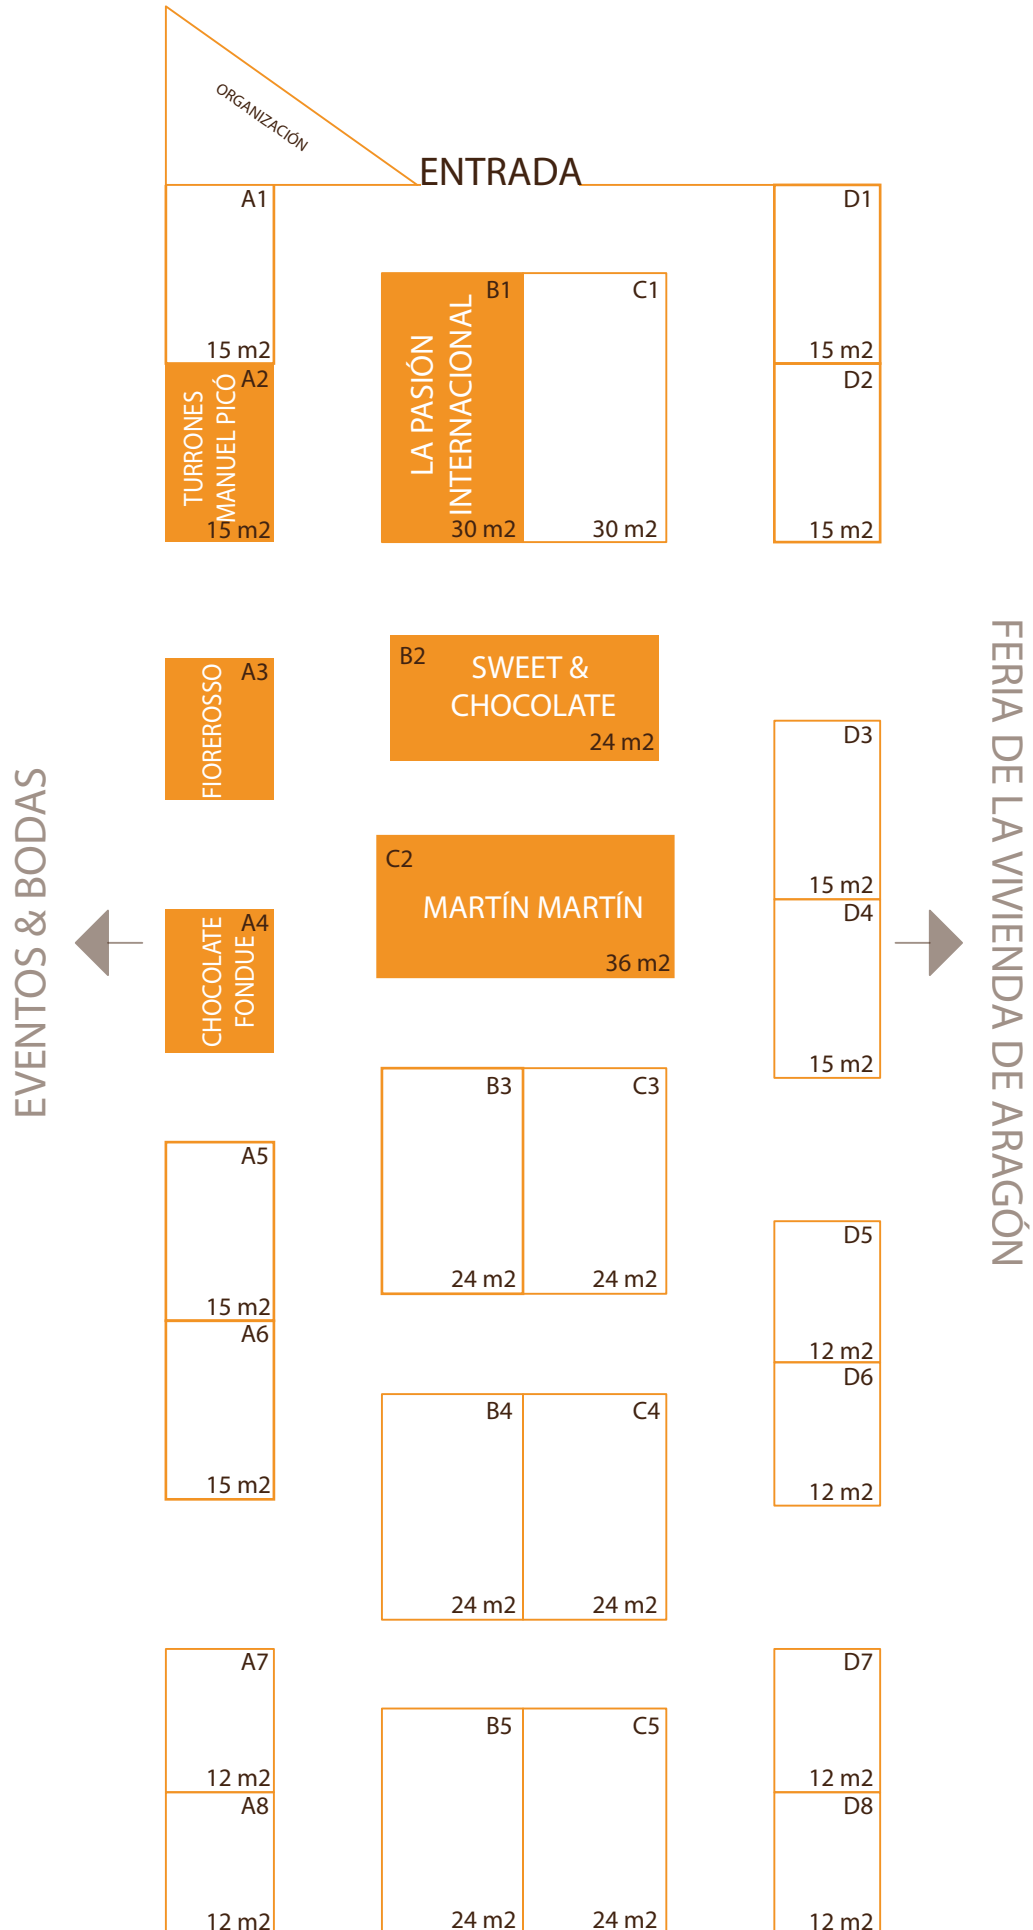 ORGANIZACIÓN
ENTRADA
A1
15 m2
D1
15 m2
B1
LA PASIÓN
INTERNACIONAL
30 m2
C1
30 m2
A2
TURRONES
MANUEL PICÓ
15 m2
D2
15 m2
B2
SWEET &
CHOCOLATE
24 m2
A3
FIOREROSSO
D3
15 m2
C2
MARTÍN MARTÍN
36 m2
A4
CHOCOLATE
FONDUE
D4
15 m2
EVENTOS & BODAS
FERIA DE LA VIVIENDA DE ARAGÓN
B3
24 m2
C3
24 m2
A5
15 m2
A6
15 m2
D5
12 m2
D6
12 m2
B4
24 m2
C4
24 m2
A7
12 m2
A8
12 m2
B5
24 m2
C5
24 m2
D7
12 m2
D8
12 m2